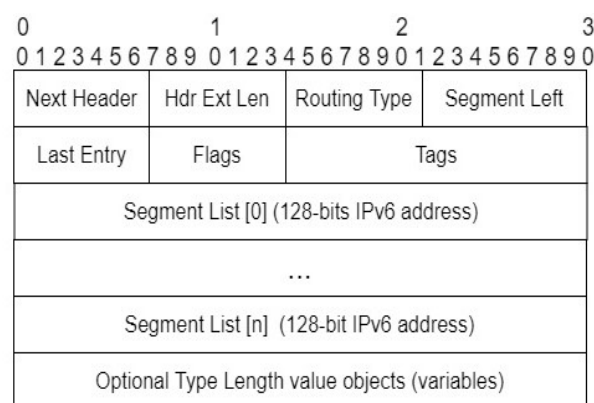 0 1 2 3
0 1 2 3 4 5 6 7 8 9 0 1 2 3 4 5 6 7 8 9 0 1 2 3 4 5 6 7 8 9 0
Next Header Hdr Ext Len Routing Type Segment Left
Last Entry Flags Tags
Segment List [0] (128-bits IPv6 address)
...
Segment List [n] (128-bit IPv6 address)
Optional Type Length value objects (variables)